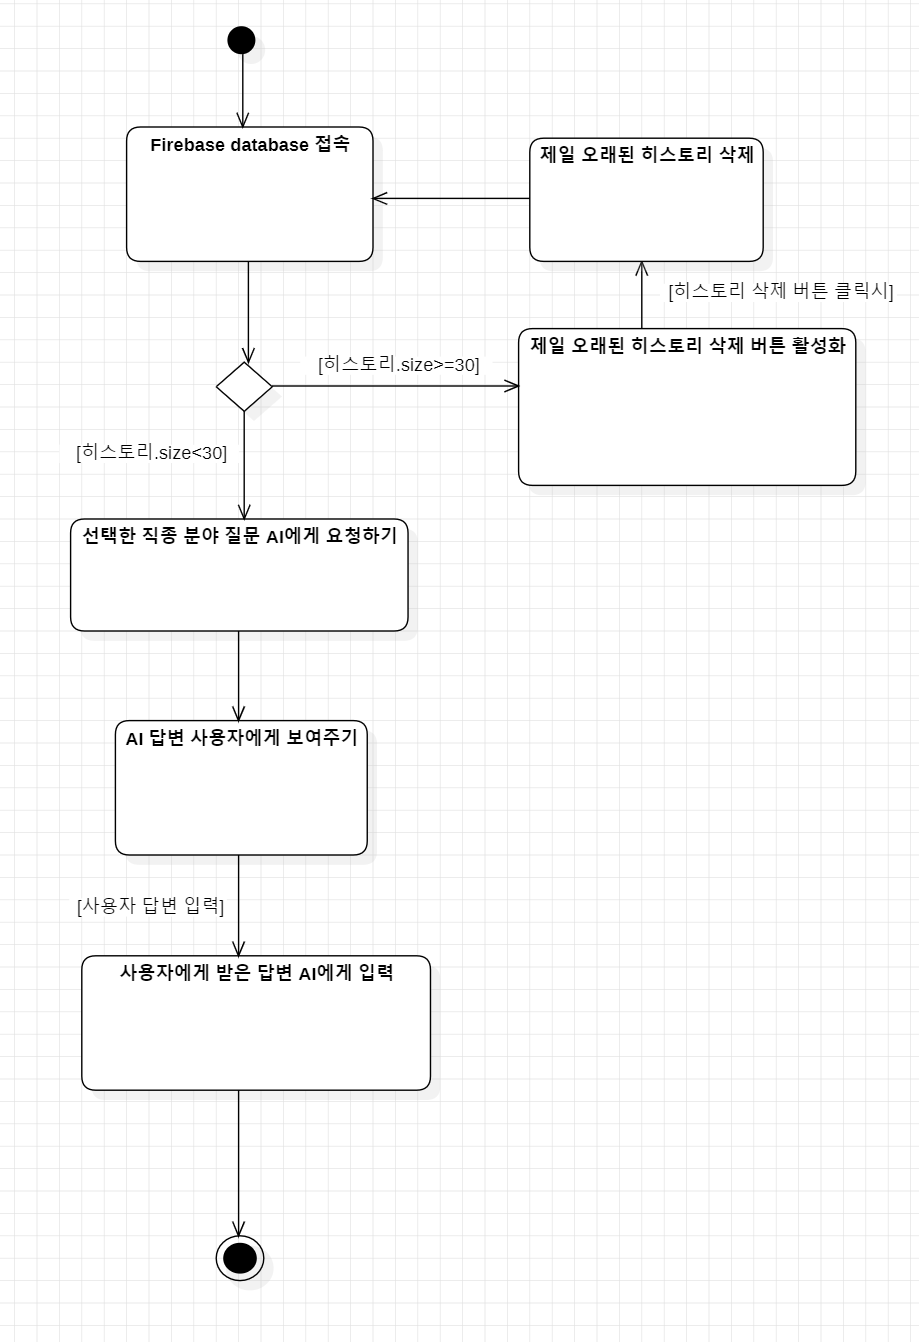 Firebase database 접속
제일 오래된 히스토리 삭제
[히스토리 삭제 버튼 클릭시]
제일 오래된 히스토리 삭제 버튼 활성화
[히스토리.size>=30]
[히스토리.size<30]
선택한 직종 분야 질문 AI에게 요청하기
AI 답변 사용자에게 보여주기
[사용자 답변 입력]
사용자에게 받은 답변 AI에게 입력